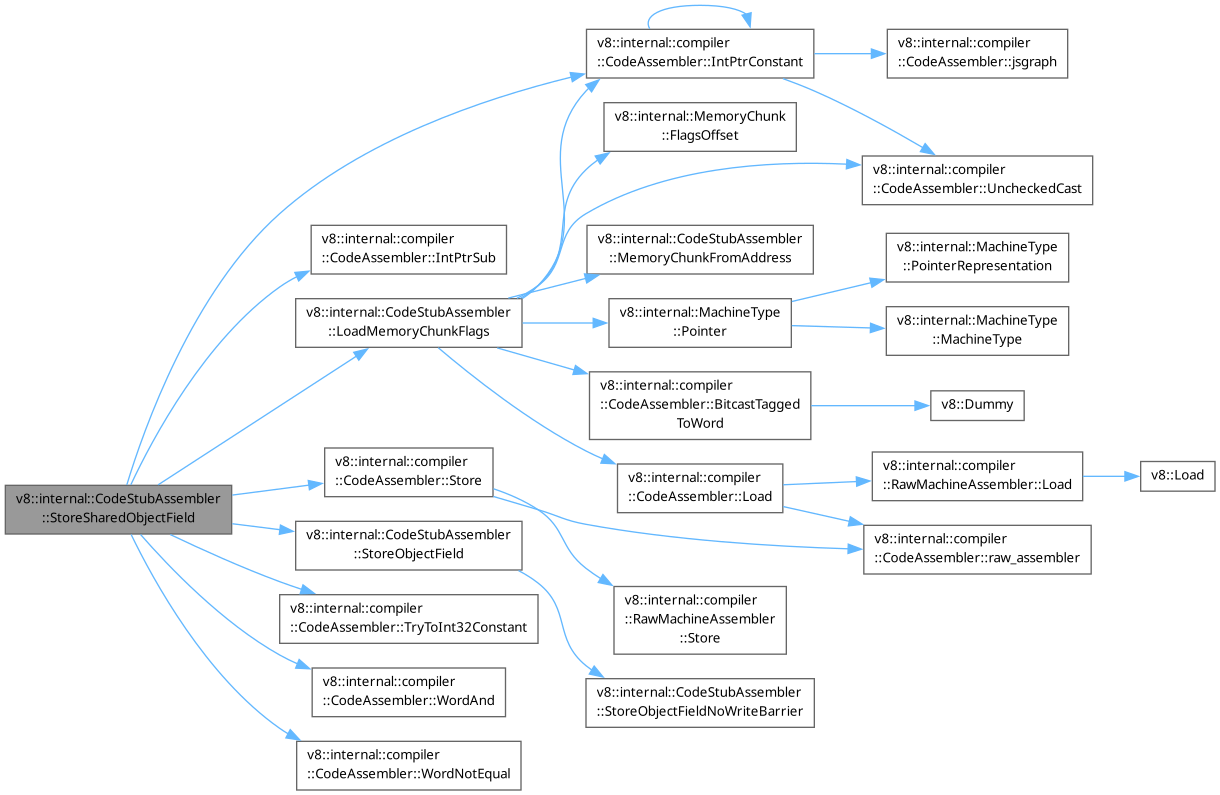 v8::internal::compiler
::CodeAssembler::IntPtrConstant
v8::internal::compiler
::CodeAssembler::jsgraph
v8::internal::MemoryChunk
::FlagsOffset
v8::internal::compiler
::CodeAssembler::UncheckedCast
v8::internal::compiler
::CodeAssembler::IntPtrSub
v8::internal::CodeStubAssembler
::MemoryChunkFromAddress
v8::internal::MachineType
::PointerRepresentation
v8::internal::CodeStubAssembler
::LoadMemoryChunkFlags
v8::internal::MachineType
::Pointer
v8::internal::MachineType
::MachineType
v8::internal::compiler
::CodeAssembler::BitcastTagged
ToWord
v8::Dummy
v8::internal::compiler
::CodeAssembler::Store
v8::internal::compiler
::CodeAssembler::Load
v8::internal::compiler
::RawMachineAssembler::Load
v8::Load
v8::internal::CodeStubAssembler
::StoreSharedObjectField
v8::internal::CodeStubAssembler
::StoreObjectField
v8::internal::compiler
::CodeAssembler::raw_assembler
v8::internal::compiler
::CodeAssembler::TryToInt32Constant
v8::internal::compiler
::RawMachineAssembler
::Store
v8::internal::compiler
::CodeAssembler::WordAnd
v8::internal::CodeStubAssembler
::StoreObjectFieldNoWriteBarrier
v8::internal::compiler
::CodeAssembler::WordNotEqual